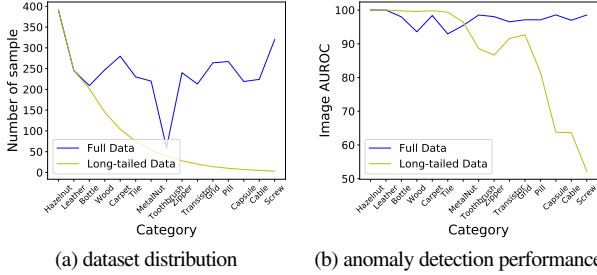 400
350
300
250
200
150
100
50
0
Number of sample
Full Data
Long-tailed Data
Hazelnut
Leather
Bottle
Wood
Carpet
Tile
MetalNut
Toothbrush
Zipper
Transistor
Grid
Pill
Capsule
Cable
Screw
Category
(a) dataset distribution
100
90
80
70
60
50
Image AUROC
Full Data
Long-tailed Data
Hazelnut
Leather
Bottle
Wood
Carpet
Tile
MetalNut
Toothbrush
Zipper
Transistor
Grid
Pill
Capsule
Cable
Screw
Category
(b) anomaly detection performance